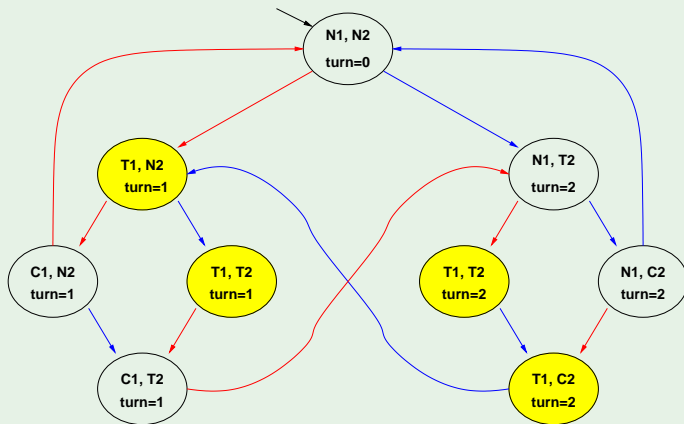 N1, N2
turn=0
T1, N2
turn=1
N1, T2
turn=2
C1, N2
turn=1
T1, T2
turn=1
T1, T2
turn=2
N1, C2
turn=2
C1, T2
turn=1
T1, C2
turn=2